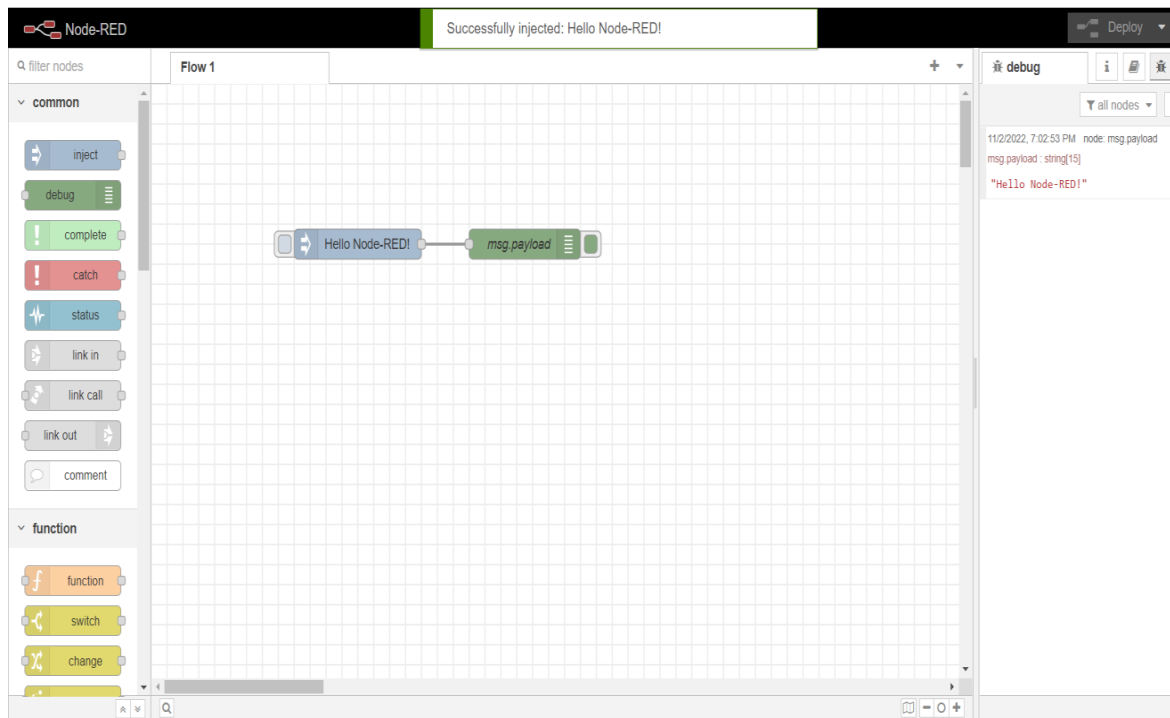 Node-RED
Successfully injected: Hello Node-RED!
Deploy
filter nodes
common
inject
debug
complete
catch
status
link in
link call
link out
comment
function
function
switch
change
Flow 1
Hello Node-RED!
msg.payload
debug
i
all nodes
11/2/2022, 7:02:53 PM node: msg.payload
msg.payload : string[15]
"Hello Node-RED!"